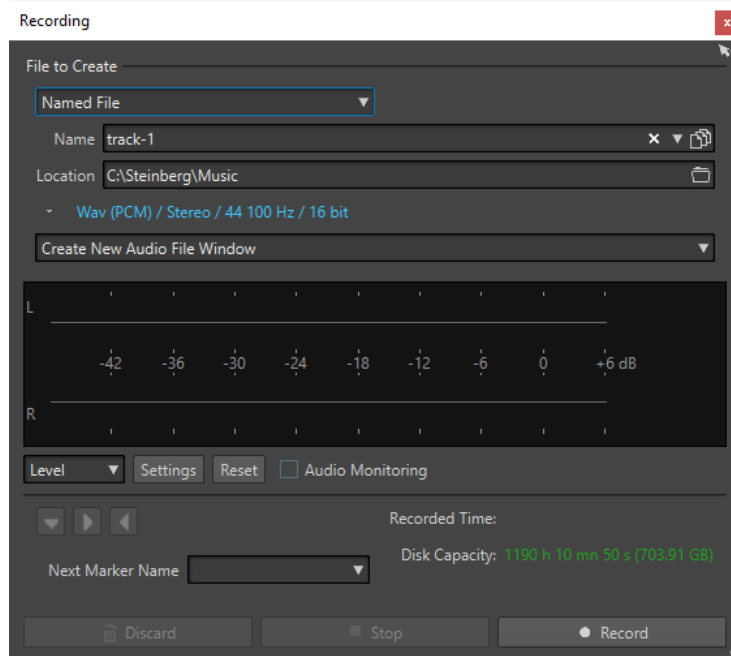 Recording
File to Create
Named File
Name track-1
Location C:\Steinberg\Music
Wav (PCM) / Stereo / 44 100 Hz / 16 bit
Create New Audio File Window
L
-42 -36 -30 -24 -18 -12 -6 0 +6 dB
R
Level Settings Reset Audio Monitoring
Recorded Time:
Disk Capacity: 1190 h 10 mn 50 s (703.91 GB)
Next Marker Name
Discard Stop Record